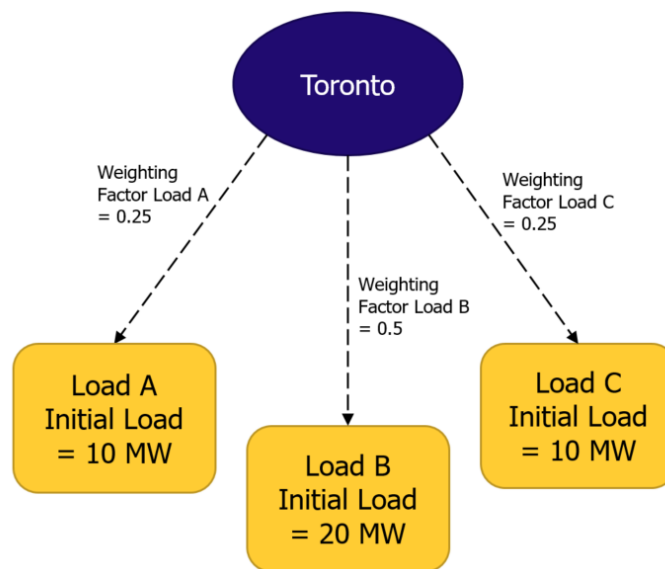 Toronto
Weighting
Factor Load A
= 0.25
Weighting
Factor Load C
= 0.25
Weighting
Factor Load B
= 0.5
Load A
Initial Load
= 10 MW
Load C
Initial Load
= 10 MW
Load B
Initial Load
= 20 MW